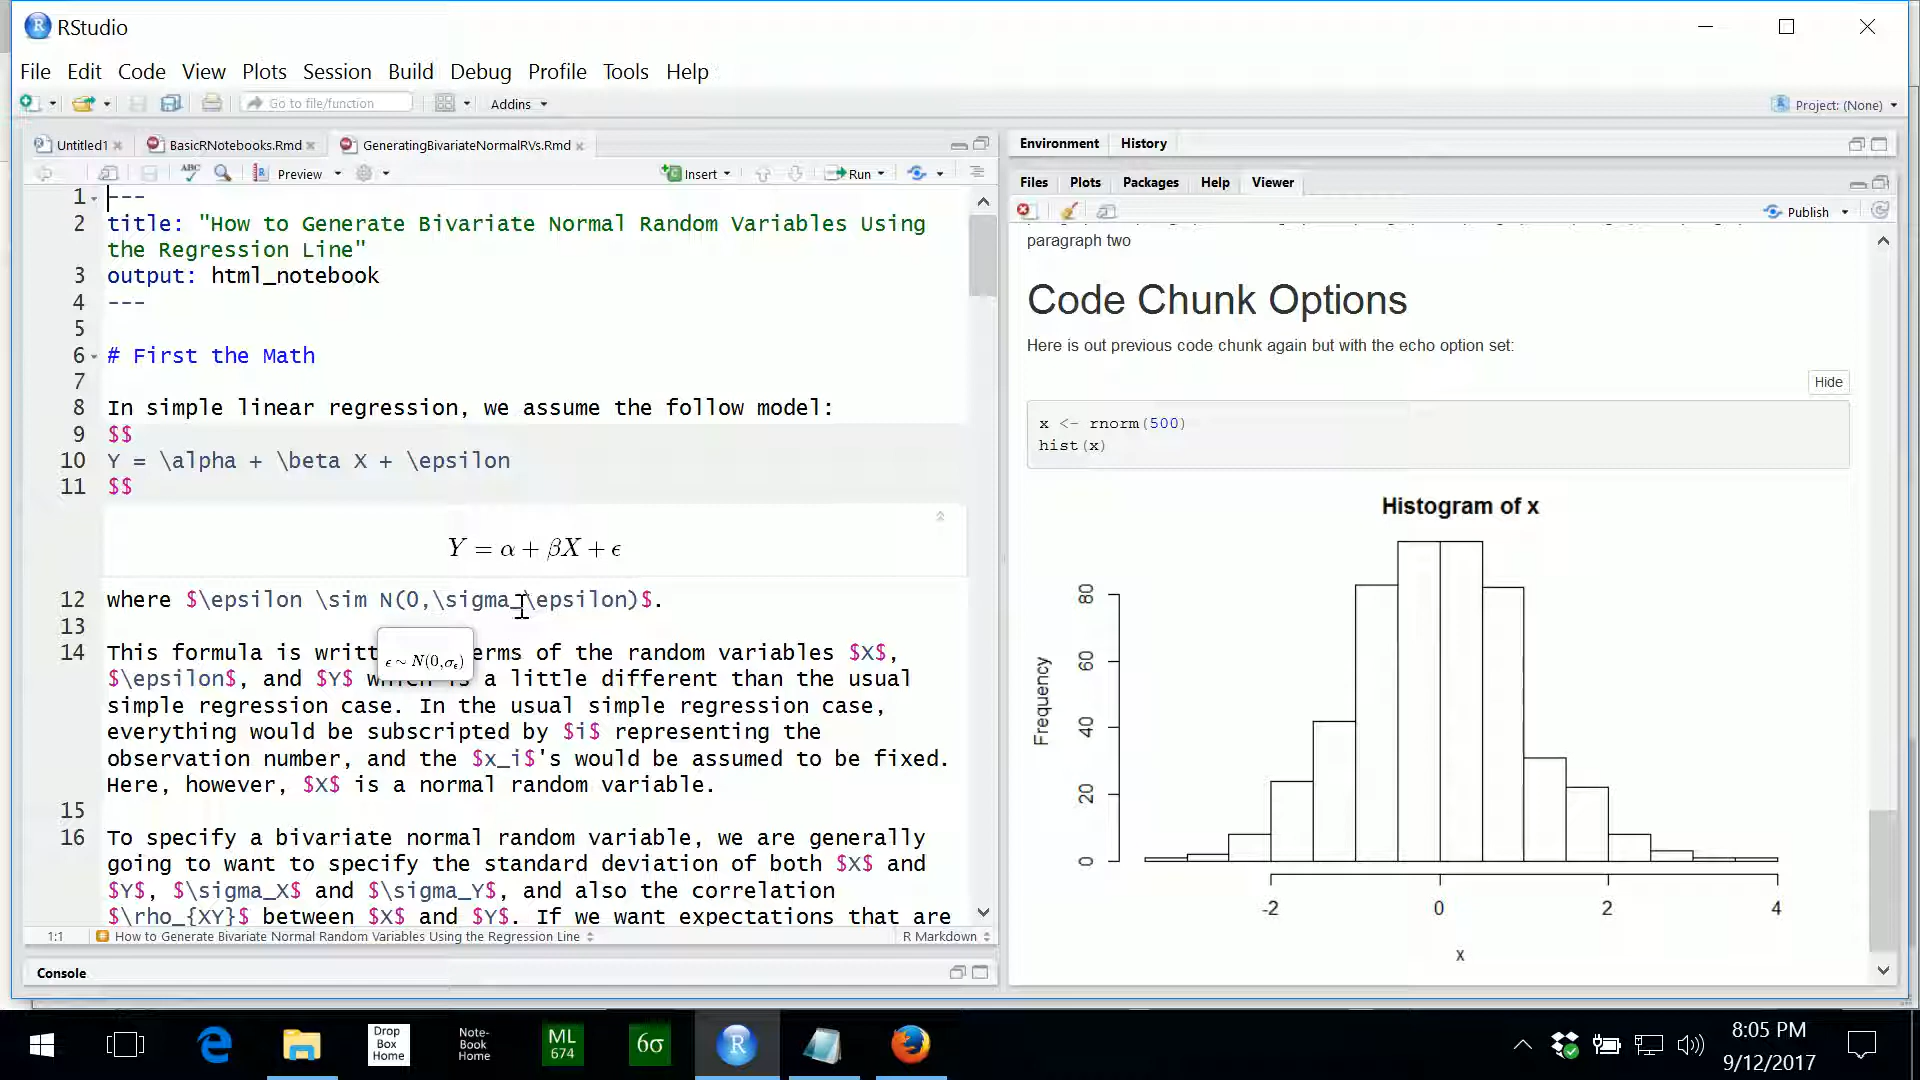 RStudio
File Edit Code View Plots Session Build Debug Profile Tools Help
Go to file/function Addins Project: (None)
Untitled1 BasicRNotebooks.Rmd GeneratingBivariateNormalRVs.Rmd
ABC Preview Insert Run
1 ---
2 title: "How to Generate Bivariate Normal Random Variables Using
the Regression Line"
3 output: html_notebook
4 ---
5
6 # First the Math
7
8 In simple linear regression, we assume the follow model:
9 $$
10 Y = \alpha + \beta X + \epsilon
11 $$
Y = α + βX + ϵ
12 where $\epsilon \sim N(0,\sigma_\epsilon)$.
13
ϵ ∼ N(0,σϵ)
14 This formula is writt erms of the random variables $X$,
$\epsilon$, and $Y$ which is a little different than the usual
simple regression case. In the usual simple regression case,
everything would be subscripted by $i$ representing the
observation number, and the $x_i$'s would be assumed to be fixed.
Here, however, $X$ is a normal random variable.
15
16 To specify a bivariate normal random variable, we are generally
going to want to specify the standard deviation of both $X$ and
$Y$, $\sigma_X$ and $\sigma_Y$, and also the correlation
$\rho_{XY}$ between $X$ and $Y$. If we want expectations that are
1:1 How to Generate Bivariate Normal Random Variables Using the Regression Line R Markdown
Console
Environment History
Files Plots Packages Help Viewer
Publish
paragraph two
Code Chunk Options
Here is out previous code chunk again but with the echo option set:
Hide
x <- rnorm(500)
hist(x)
Histogram of x
Frequency
80
60
40
20
0
-2 0 2 4
x
Drop Box Home
Note-Book Home
ML 674
6σ
8:05 PM
9/12/2017